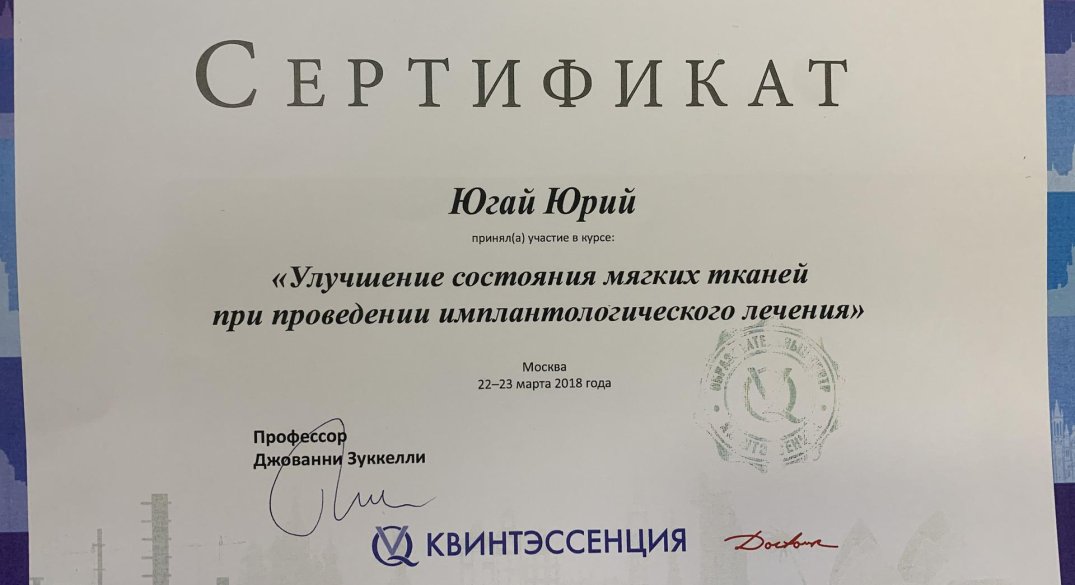 СЕРТИФИКАТ
Югай Юрий
принял(а) участие в курсе:
«Улучшение состояния мягких тканей
при проведении имплантологического лечения»
Москва
22–23 марта 2018 года
Профессор
Джованни Зуккелли
КВИНТЭССЕНЦИЯ